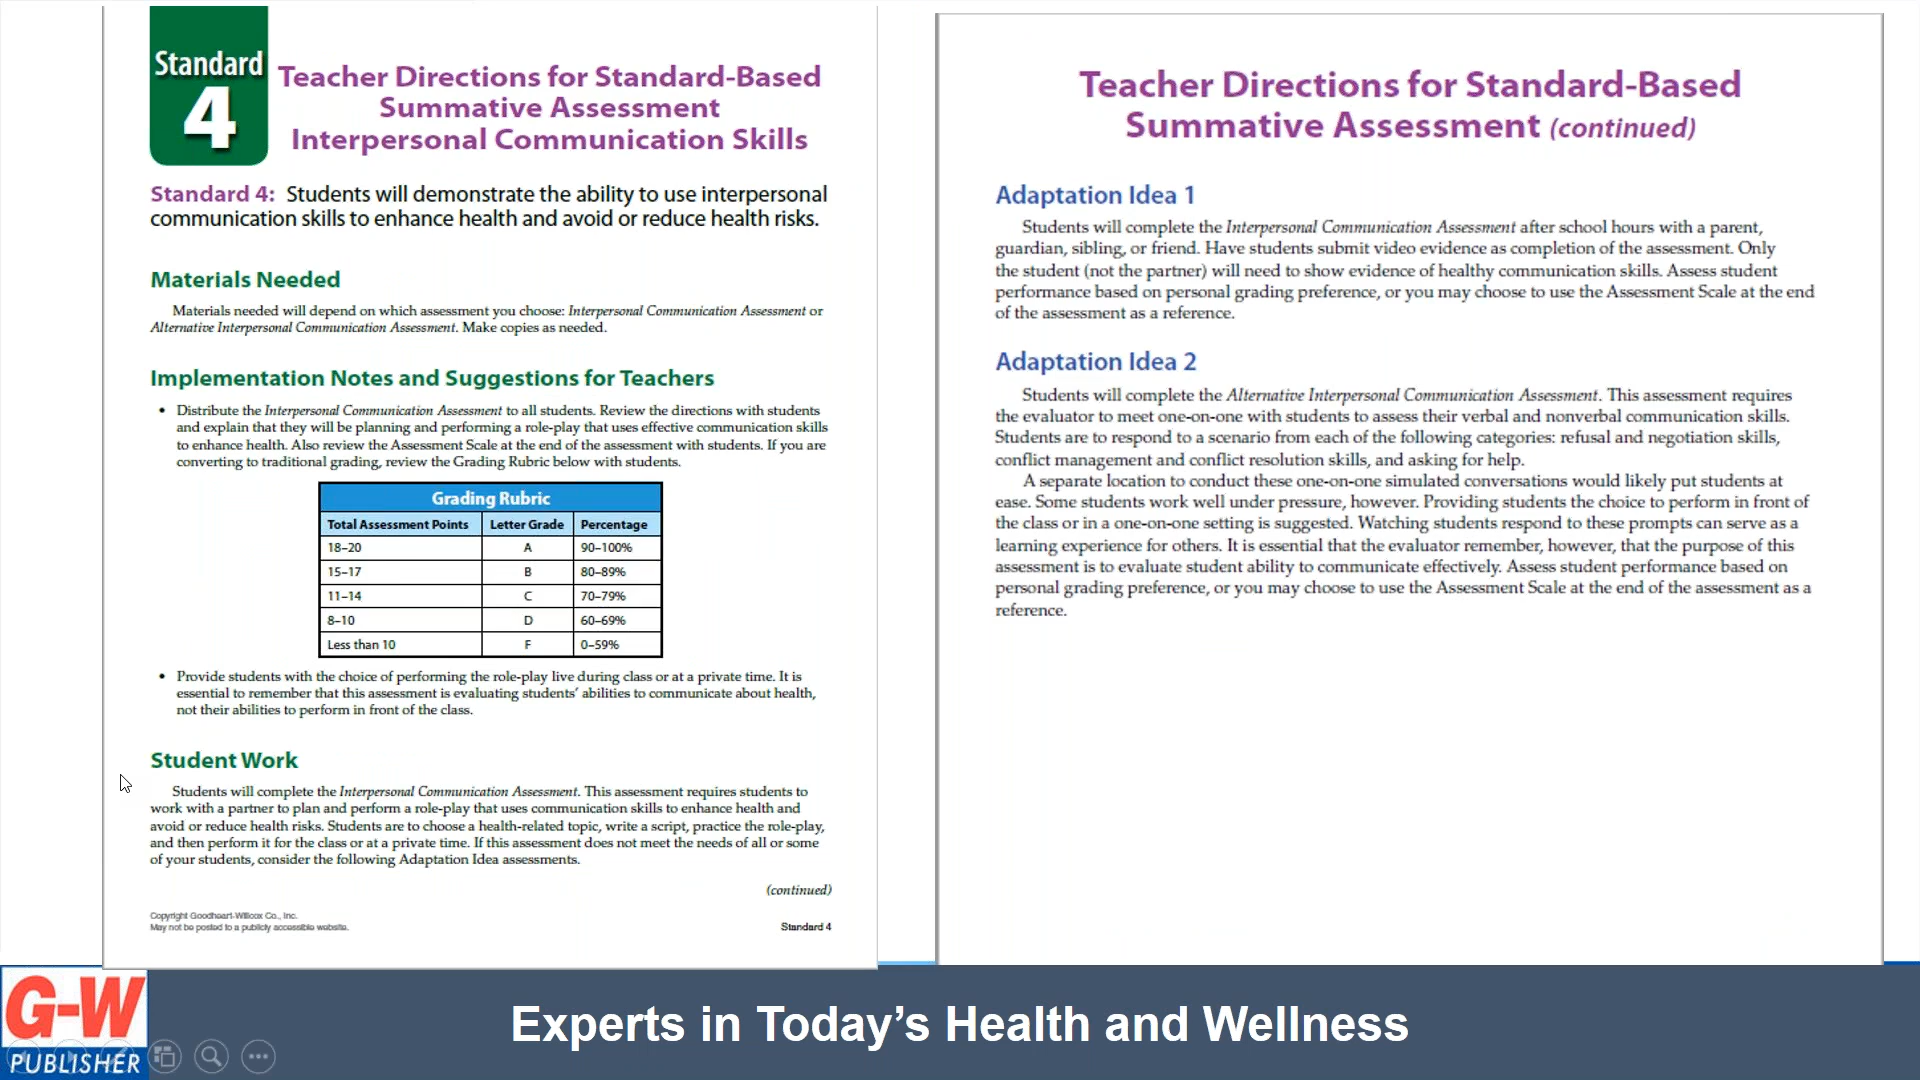 Standard
4
Teacher Directions for Standard-Based
Summative Assessment
Interpersonal Communication Skills
Standard 4: Students will demonstrate the ability to use interpersonal
communication skills to enhance health and avoid or reduce health risks.
Materials Needed
Materials needed will depend on which assessment you choose: Interpersonal Communication Assessment or
Alternative Interpersonal Communication Assessment. Make copies as needed.
Implementation Notes and Suggestions for Teachers
• Distribute the Interpersonal Communication Assessment to all students. Review the directions with students
and explain that they will be planning and performing a role-play that uses effective communication skills
to enhance health. Also review the Assessment Scale at the end of the assessment with students. If you are
converting to traditional grading, review the Grading Rubric below with students.
Grading Rubric
Total Assessment Points Letter Grade Percentage
18–20 A 90–100%
15–17 B 80–89%
11–14 C 70–79%
8–10 D 60–69%
Less than 10 F 0–59%
• Provide students with the choice of performing the role-play live during class or at a private time. It is
essential to remember that this assessment is evaluating students' abilities to communicate about health,
not their abilities to perform in front of the class.
Student Work
Students will complete the Interpersonal Communication Assessment. This assessment requires students to
work with a partner to plan and perform a role-play that uses communication skills to enhance health and
avoid or reduce health risks. Students are to choose a health-related topic, write a script, practice the role-play,
and then perform it for the class or at a private time. If this assessment does not meet the needs of all or some
of your students, consider the following Adaptation Idea assessments.
(continued)
Copyright Goodheart-Willcox Co., Inc.
May not be posted to a publicly accessible website.
Standard 4
Teacher Directions for Standard-Based
Summative Assessment (continued)
Adaptation Idea 1
Students will complete the Interpersonal Communication Assessment after school hours with a parent,
guardian, sibling, or friend. Have students submit video evidence as completion of the assessment. Only
the student (not the partner) will need to show evidence of healthy communication skills. Assess student
performance based on personal grading preference, or you may choose to use the Assessment Scale at the end
of the assessment as a reference.
Adaptation Idea 2
Students will complete the Alternative Interpersonal Communication Assessment. This assessment requires
the evaluator to meet one-on-one with students to assess their verbal and nonverbal communication skills.
Students are to respond to a scenario from each of the following categories: refusal and negotiation skills,
conflict management and conflict resolution skills, and asking for help.
A separate location to conduct these one-on-one simulated conversations would likely put students at
ease. Some students work well under pressure, however. Providing students the choice to perform in front of
the class or in a one-on-one setting is suggested. Watching students respond to these prompts can serve as a
learning experience for others. It is essential that the evaluator remember, however, that the purpose of this
assessment is to evaluate student ability to communicate effectively. Assess student performance based on
personal grading preference, or you may choose to use the Assessment Scale at the end of the assessment as a
reference.
G-W
PUBLISHER
Experts in Today's Health and Wellness